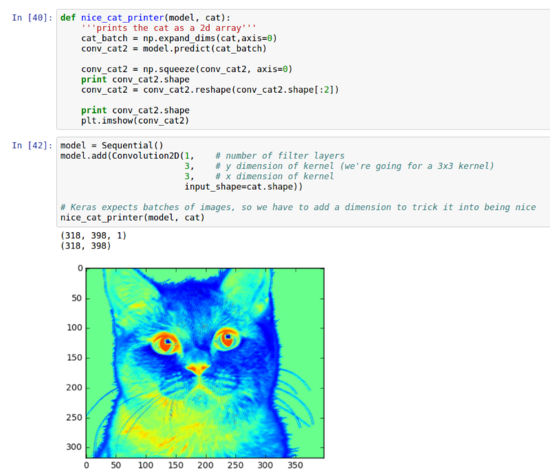 In [40]: def nice_cat_printer(model, cat):
'''prints the cat as a 2d array'''
cat_batch = np.expand_dims(cat,axis=0)
conv_cat2 = model.predict(cat_batch)
conv_cat2 = np.squeeze(conv_cat2, axis=0)
print conv_cat2.shape
conv_cat2 = conv_cat2.reshape(conv_cat2.shape[:2])
print conv_cat2.shape
plt.imshow(conv_cat2)
In [42]: model = Sequential()
model.add(Convolution2D(1, # number of filter layers
3, # y dimension of kernel (we're going for a 3x3 kernel)
3, # x dimension of kernel
input_shape=cat.shape))
# Keras expects batches of images, so we have to add a dimension to trick it into being nice
nice_cat_printer(model, cat)
(318, 398, 1)
(318, 398)
0
50
100
150
200
250
300
0 50 100 150 200 250 300 350